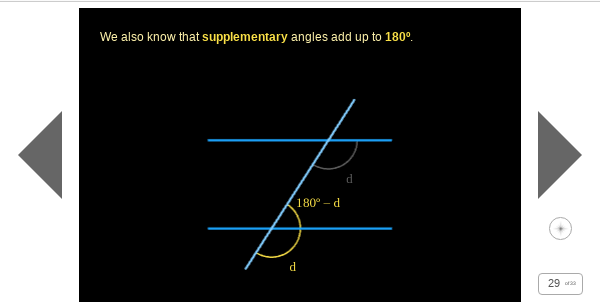 We also know that supplementary angles add up to 180º.
d
180º – d
d
29 of 33